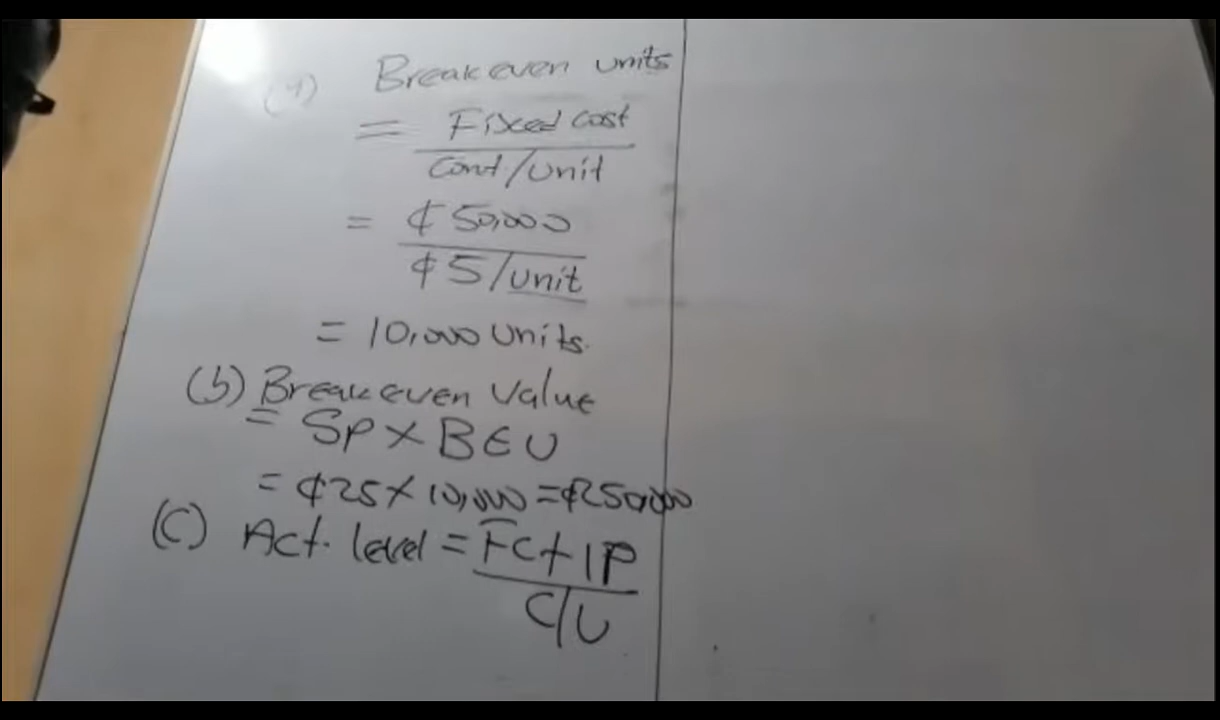 (a) Breakeven units
= Fixed cost
Cont/unit
= ¢50,000
¢5/unit
= 10,000 units.
(b) Breakeven value
= SP X BEU
= ¢25 X 10,000 = ¢250,000
(C) Act. level = FC + IP
C/U